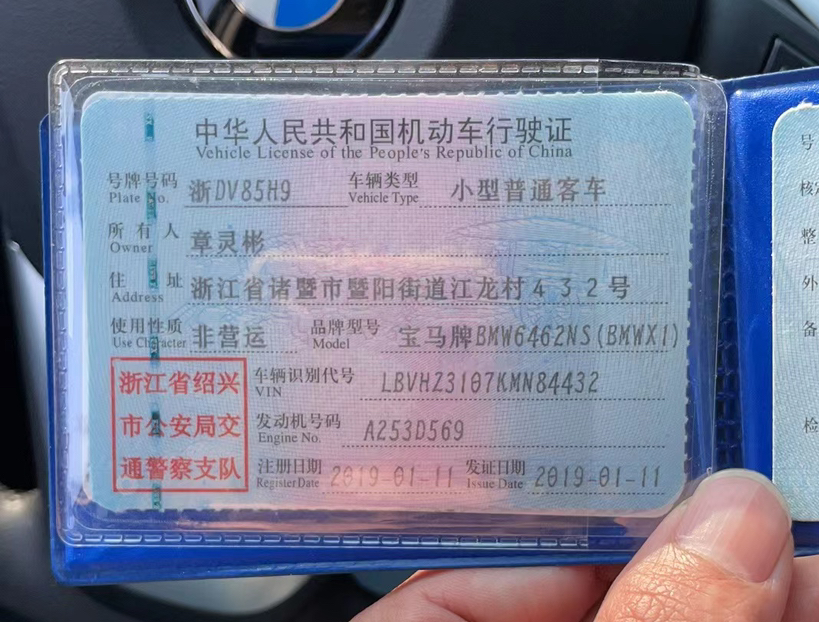 中华人民共和国机动车行驶证
Vehicle License of the People's Republic of China
号牌号码 浙DV85H9 车辆类型 小型普通客车
Plate No. Vehicle Type
所有人 章灵彬
Owner
住址 浙江省诸暨市暨阳街道江龙村432号
Address
使用性质 非营运 品牌型号 宝马牌BMW6462NS(BMWX1)
Use Character Model
浙江省绍兴
市公安局交
通警察支队
车辆识别代号 LBVHZ3107KMN84432
VIN
发动机号码 A253D569
Engine No.
注册日期 2019-01-11 发证日期 2019-01-11
Register Date Issue Date
号
核
整
外
备
检